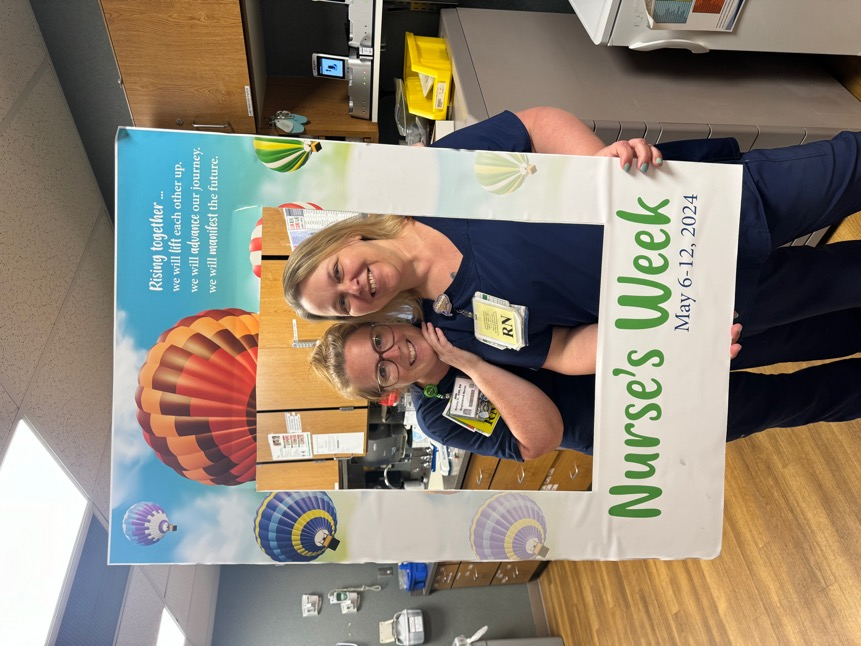 Rising together ...
we will lift each other up.
we will advance our journey.
we will manifest the future.
RN
Nurse's Week
May 6-12, 2024